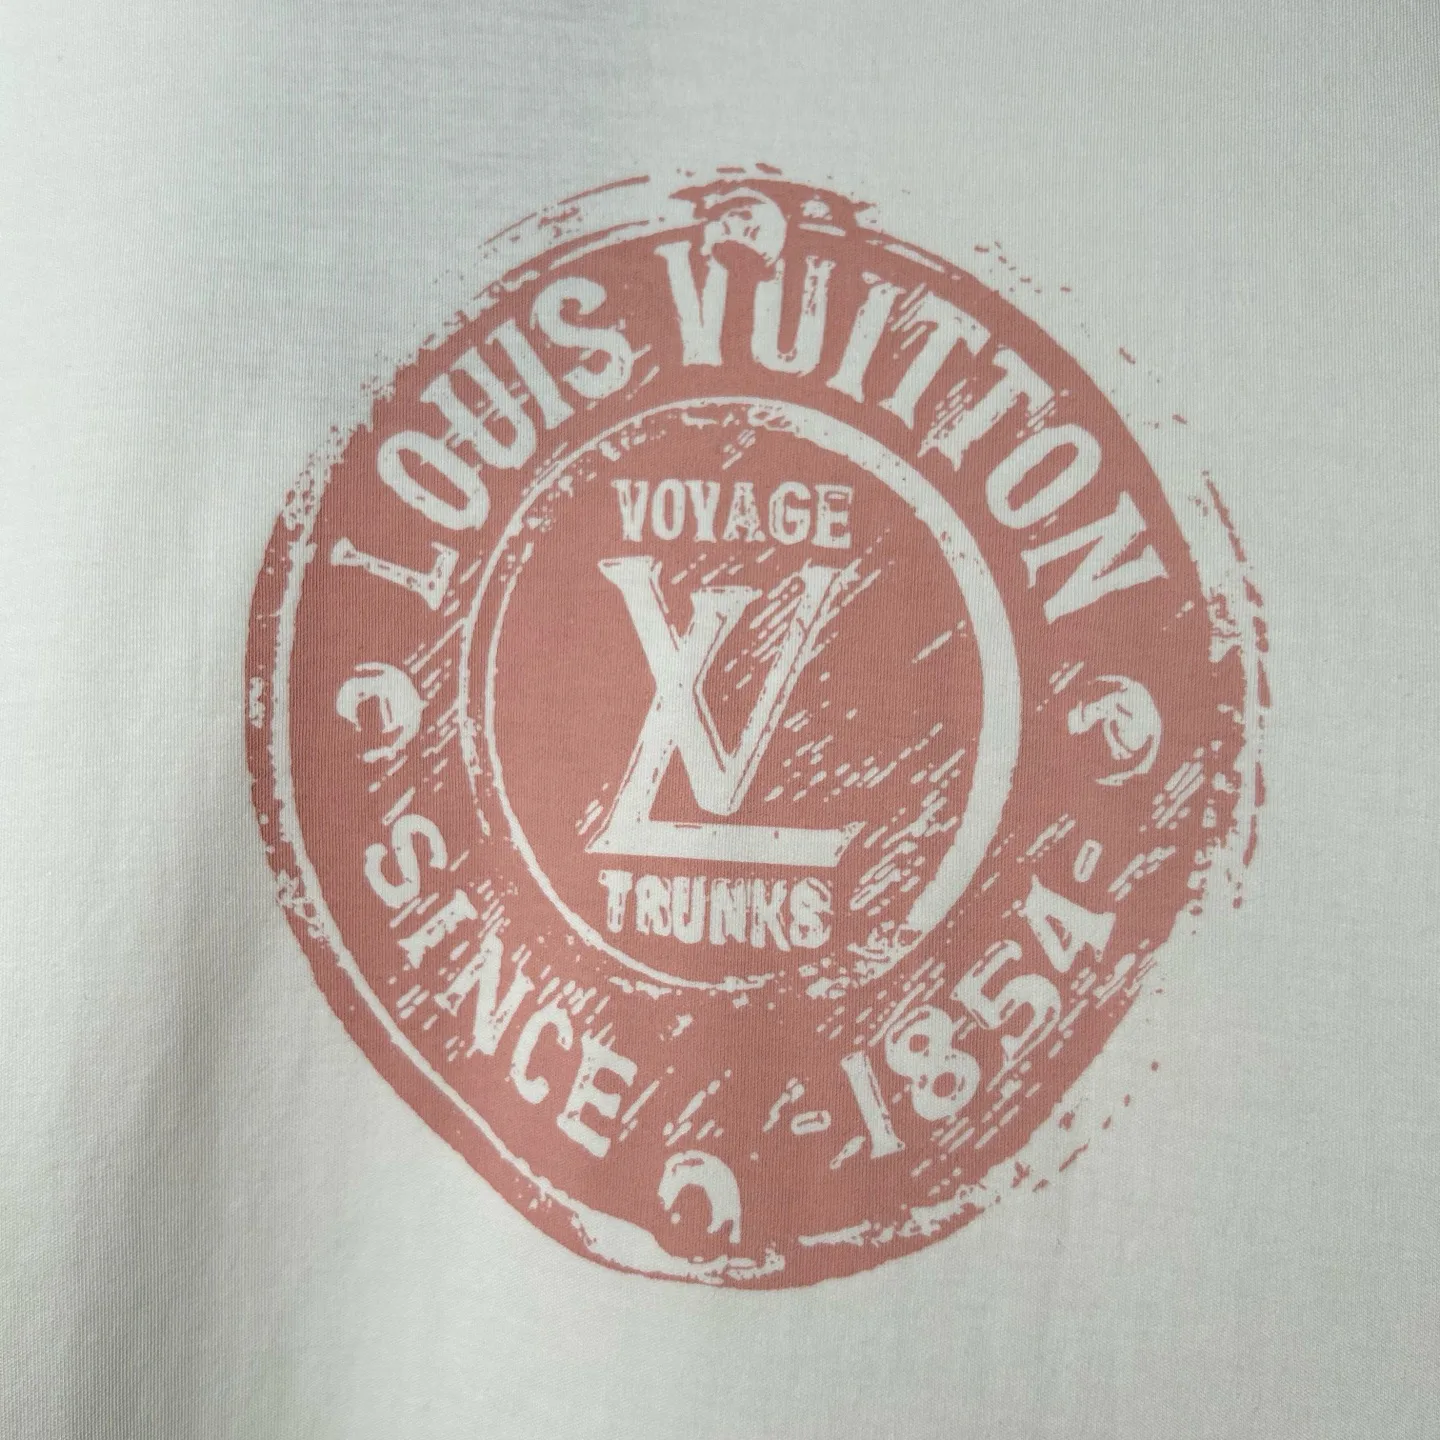 LOUIS VUITTON
VOYAGE
LV
TRUNKS
SINCE -1854-